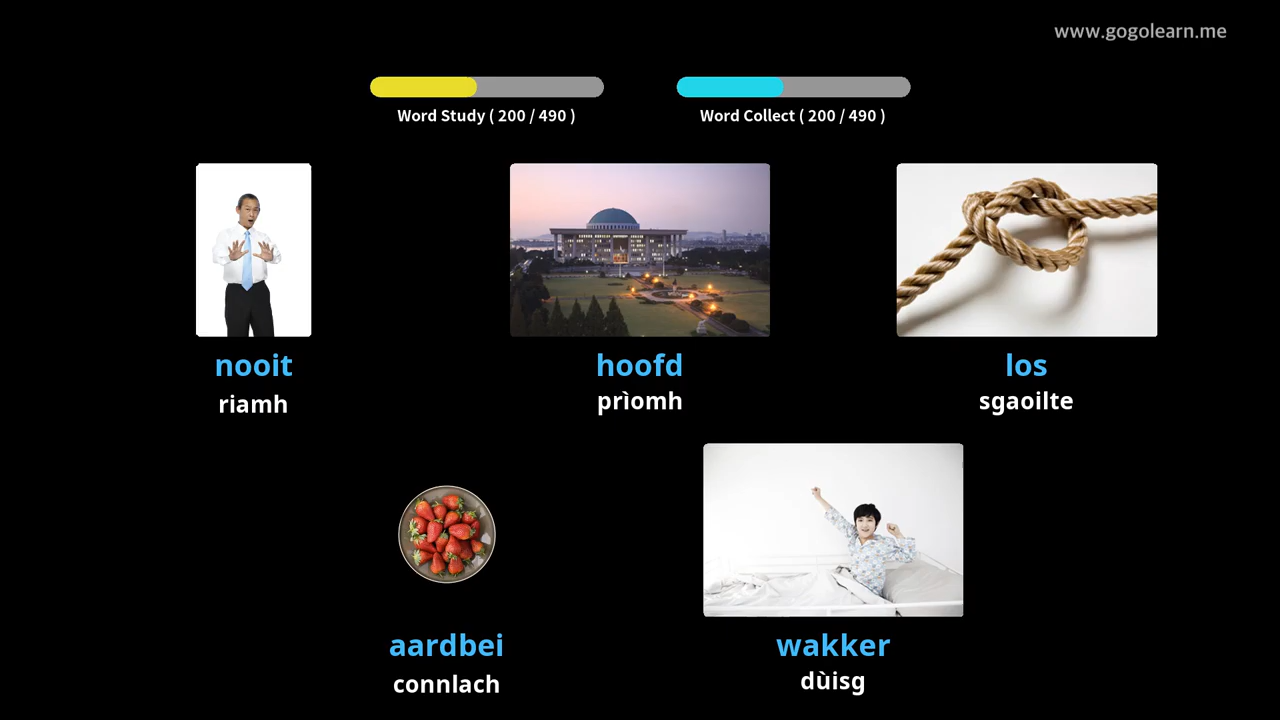 www.gogolearn.me
Word Study ( 200 / 490 )
Word Collect ( 200 / 490 )
nooit
riamh
hoofd
prìomh
los
sgaoilte
aardbei
connlach
wakker
dùisg